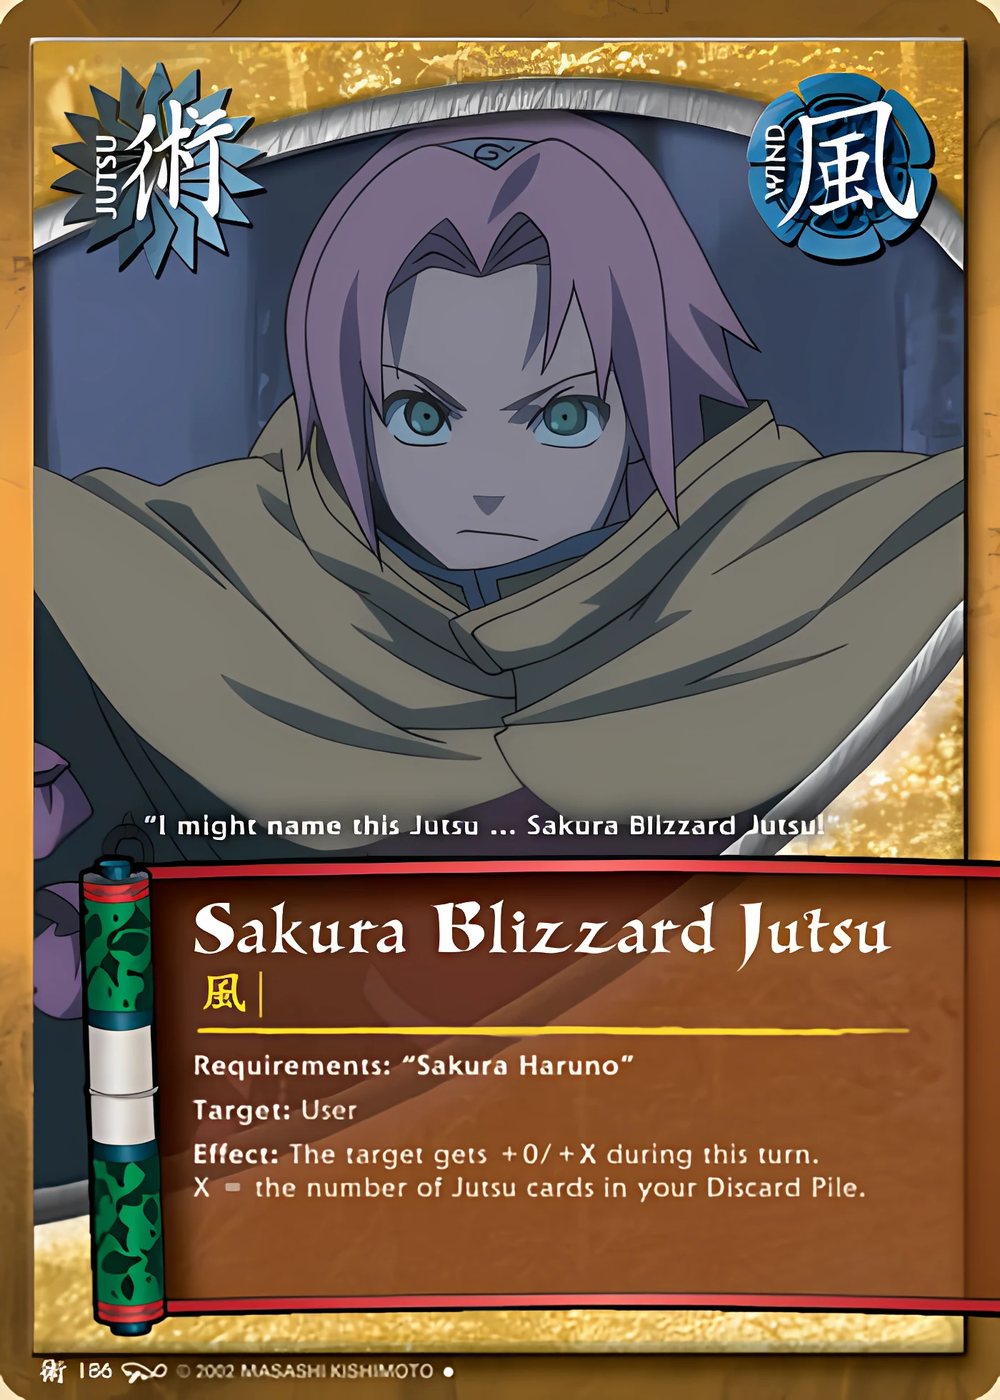 JUTSU 術
WIND 風
"I might name this Jutsu ... Sakura Blizzard Jutsu!"
Sakura Blizzard Jutsu
風
Requirements: "Sakura Haruno"
Target: User
Effect: The target gets +0/+X during this turn.
X = the number of Jutsu cards in your Discard Pile.
術 186 © 2002 MASASHI KISHIMOTO ●